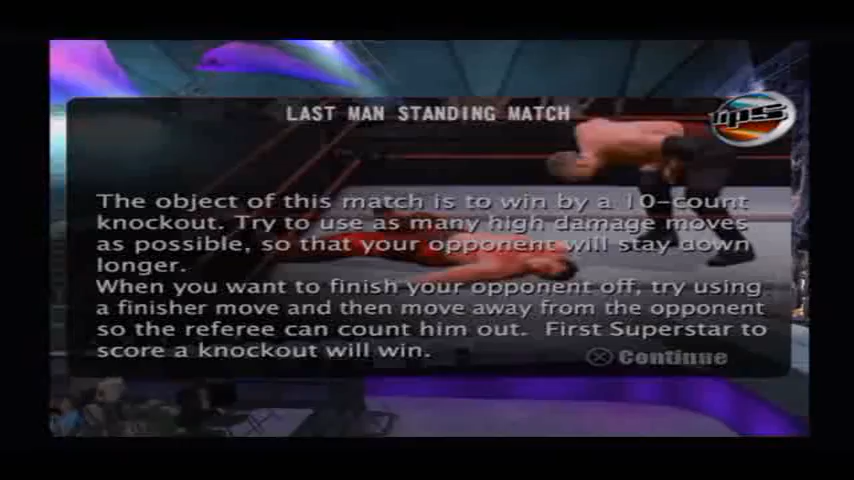 LAST MAN STANDING MATCH
tips
The object of this match is to win by a 10-count
knockout. Try to use as many high damage moves
as possible, so that your opponent will stay down
longer.
When you want to finish your opponent off, try using
a finisher move and then move away from the opponent
so the referee can count him out. First Superstar to
score a knockout will win.
Continue